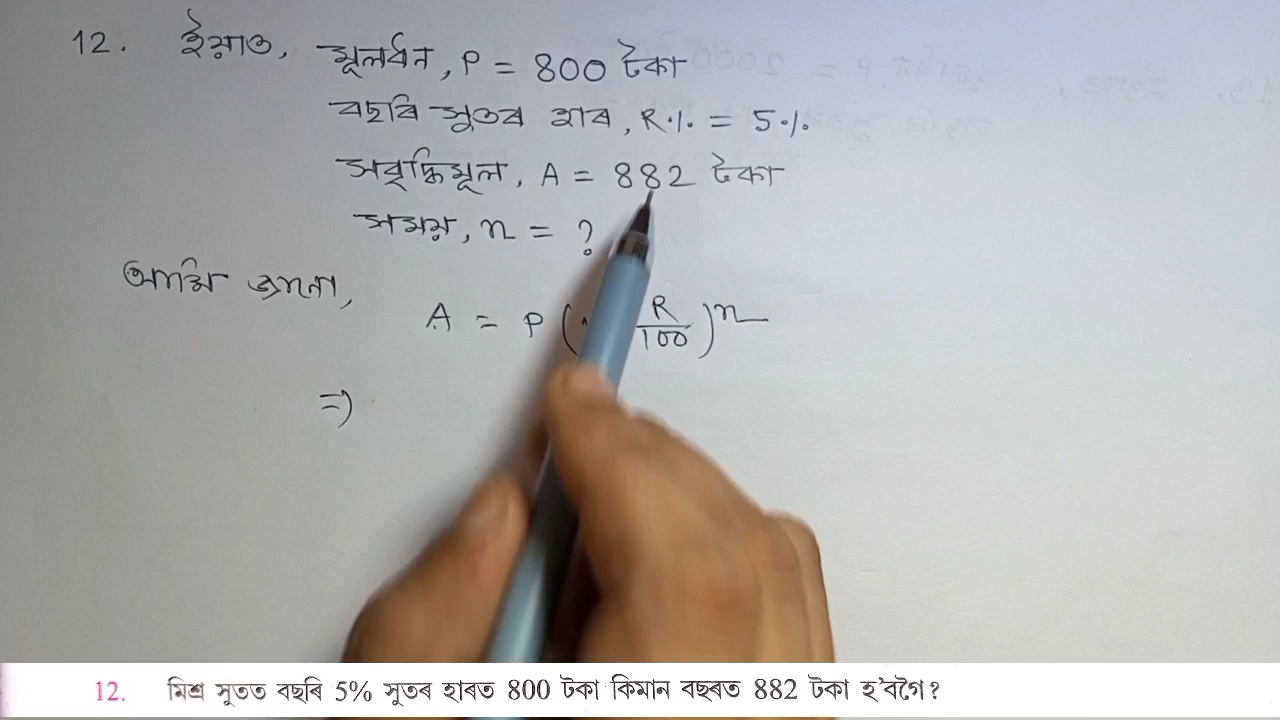 12. ইয়াত, মূলধন, P = 800 টকা
বছৰি সুতৰ হাৰ, R% = 5%
সবৃদ্ধিমূল, A = 882 টকা
সময়, n = ?
আমি জানো,
A = P ( R/100 )ⁿ
=>
12. মিশ্ৰ সুতত বছৰি 5% সুতৰ হাৰত 800 টকা কিমান বছৰত 882 টকা হ'বগৈ?